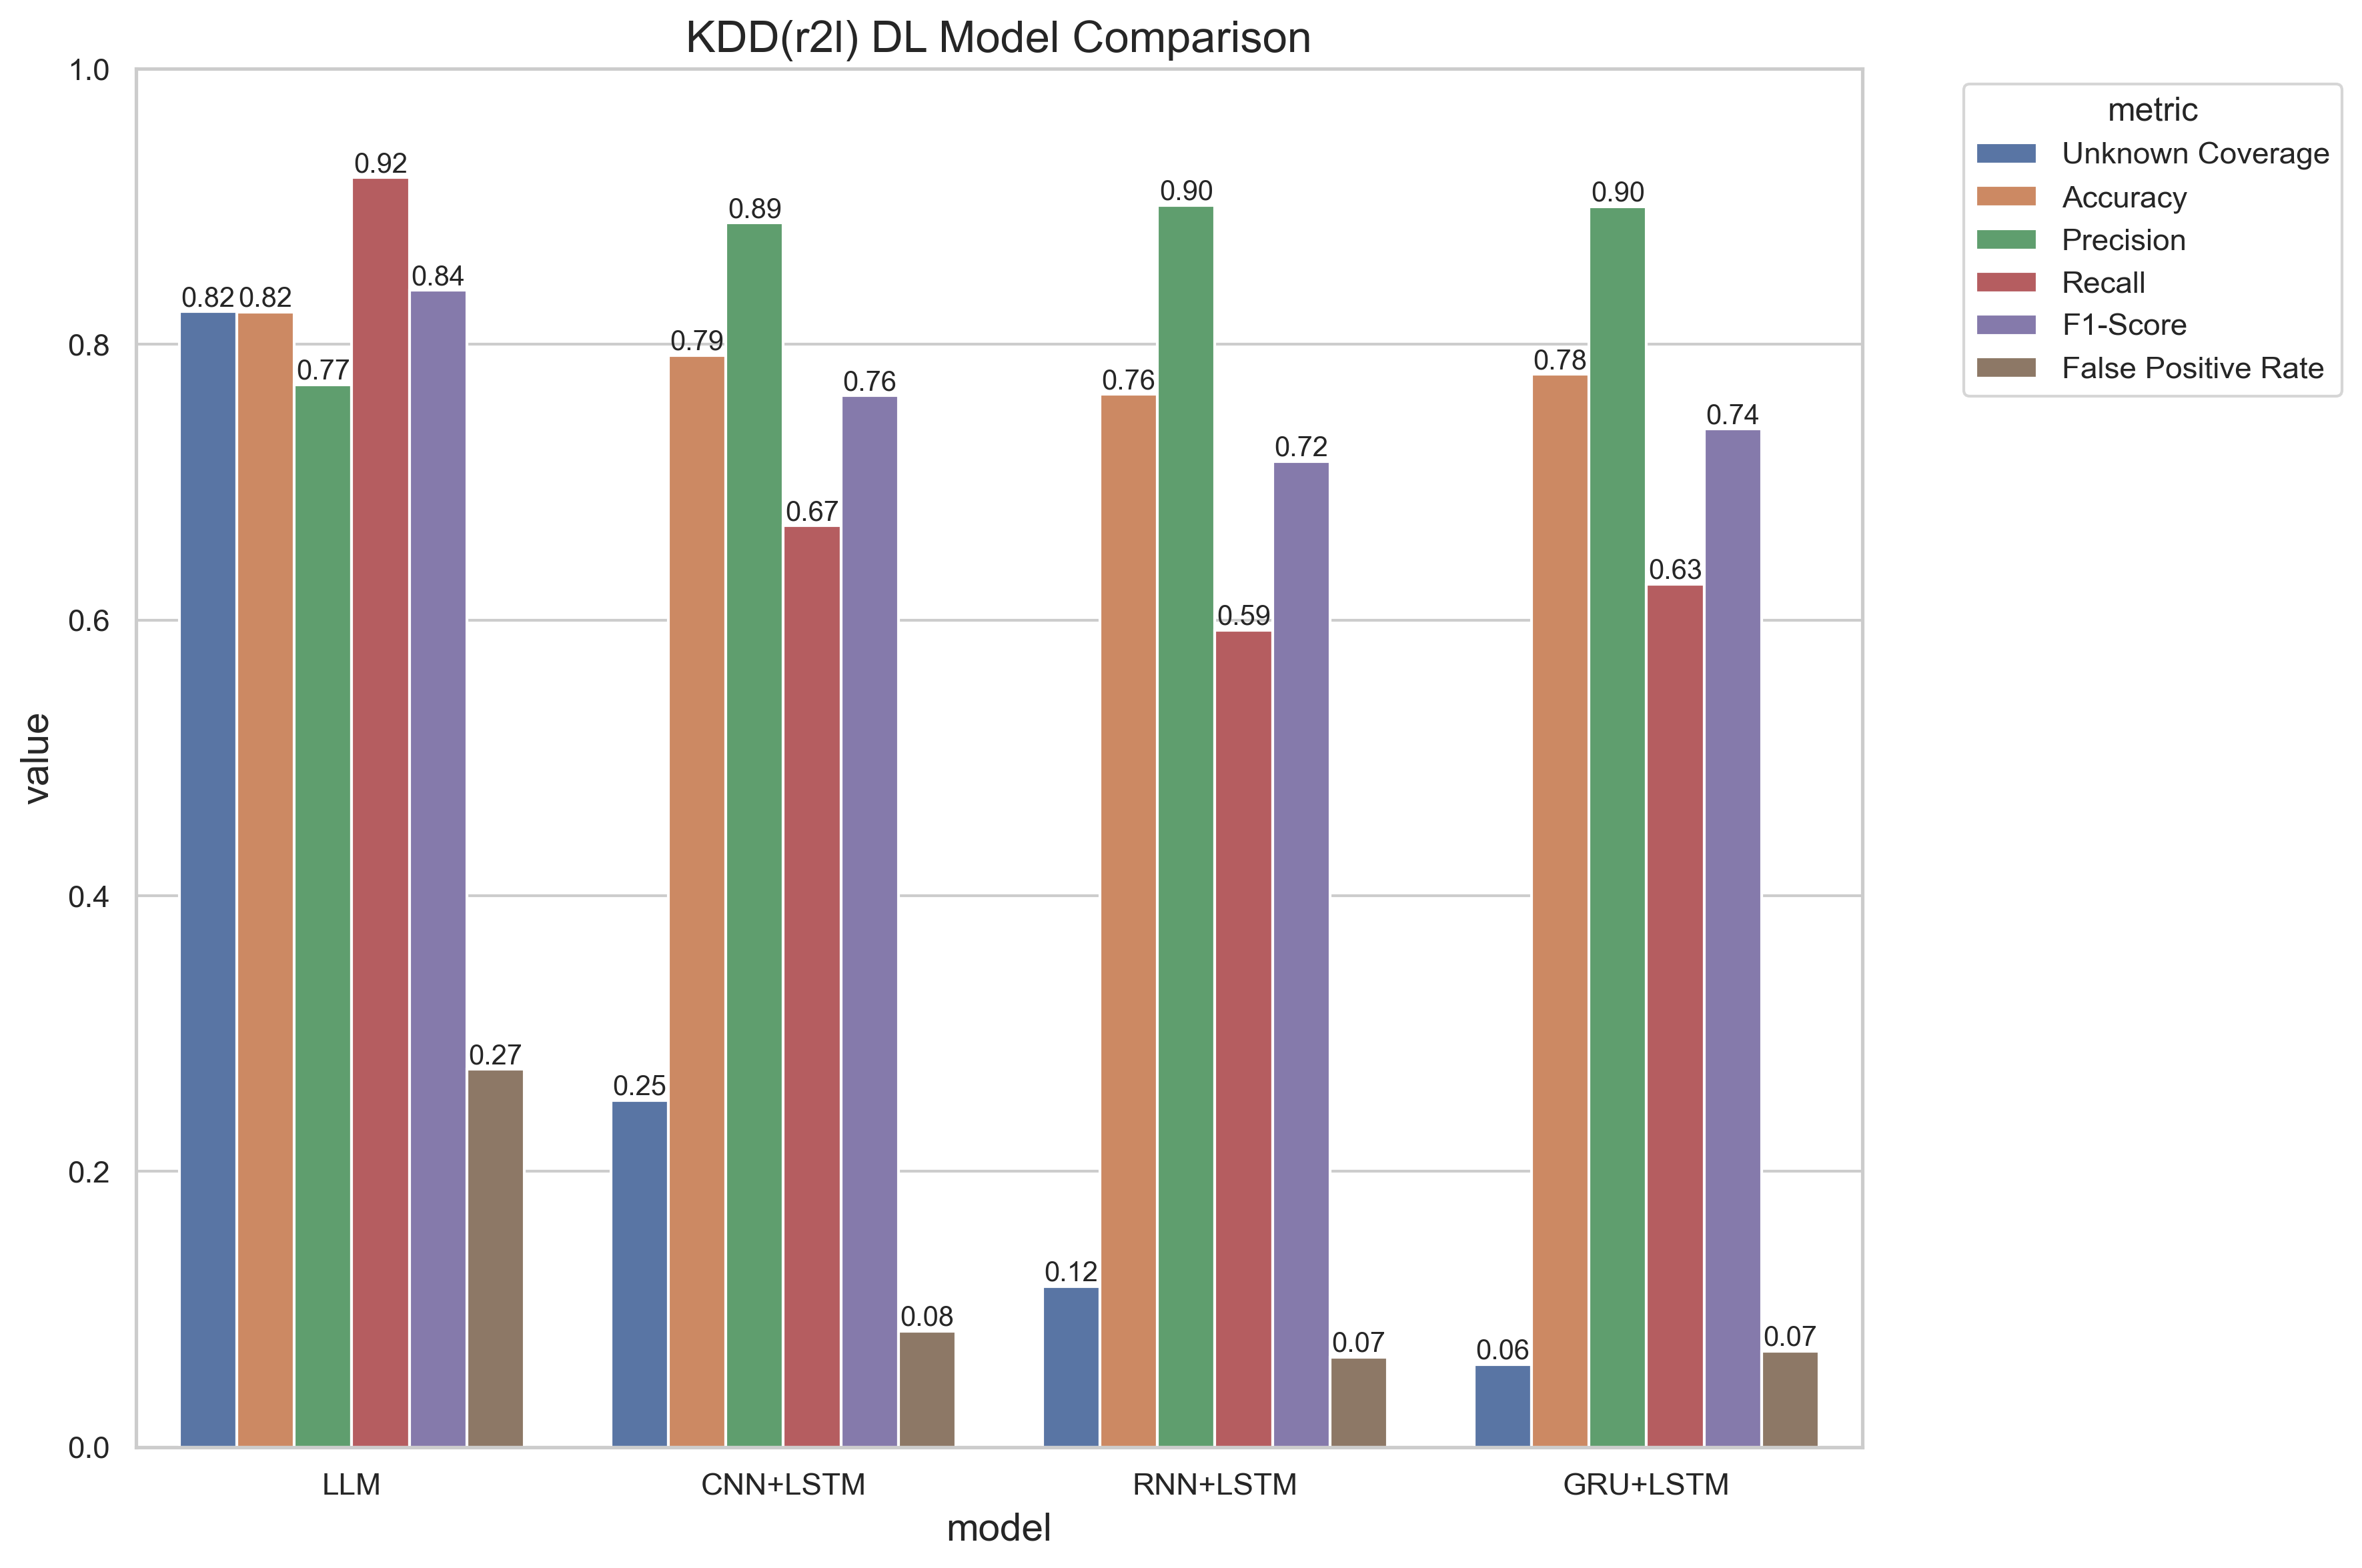 KDD(r2l) DL Model Comparison
1.0
0.8
0.6
0.4
0.2
0.0
value
0.82 0.82 0.77 0.92 0.84 0.27
0.25 0.79 0.89 0.67 0.76 0.08
0.12 0.76 0.90 0.59 0.72 0.07
0.06 0.78 0.90 0.63 0.74 0.07
LLM CNN+LSTM RNN+LSTM GRU+LSTM
model
metric
Unknown Coverage
Accuracy
Precision
Recall
F1-Score
False Positive Rate